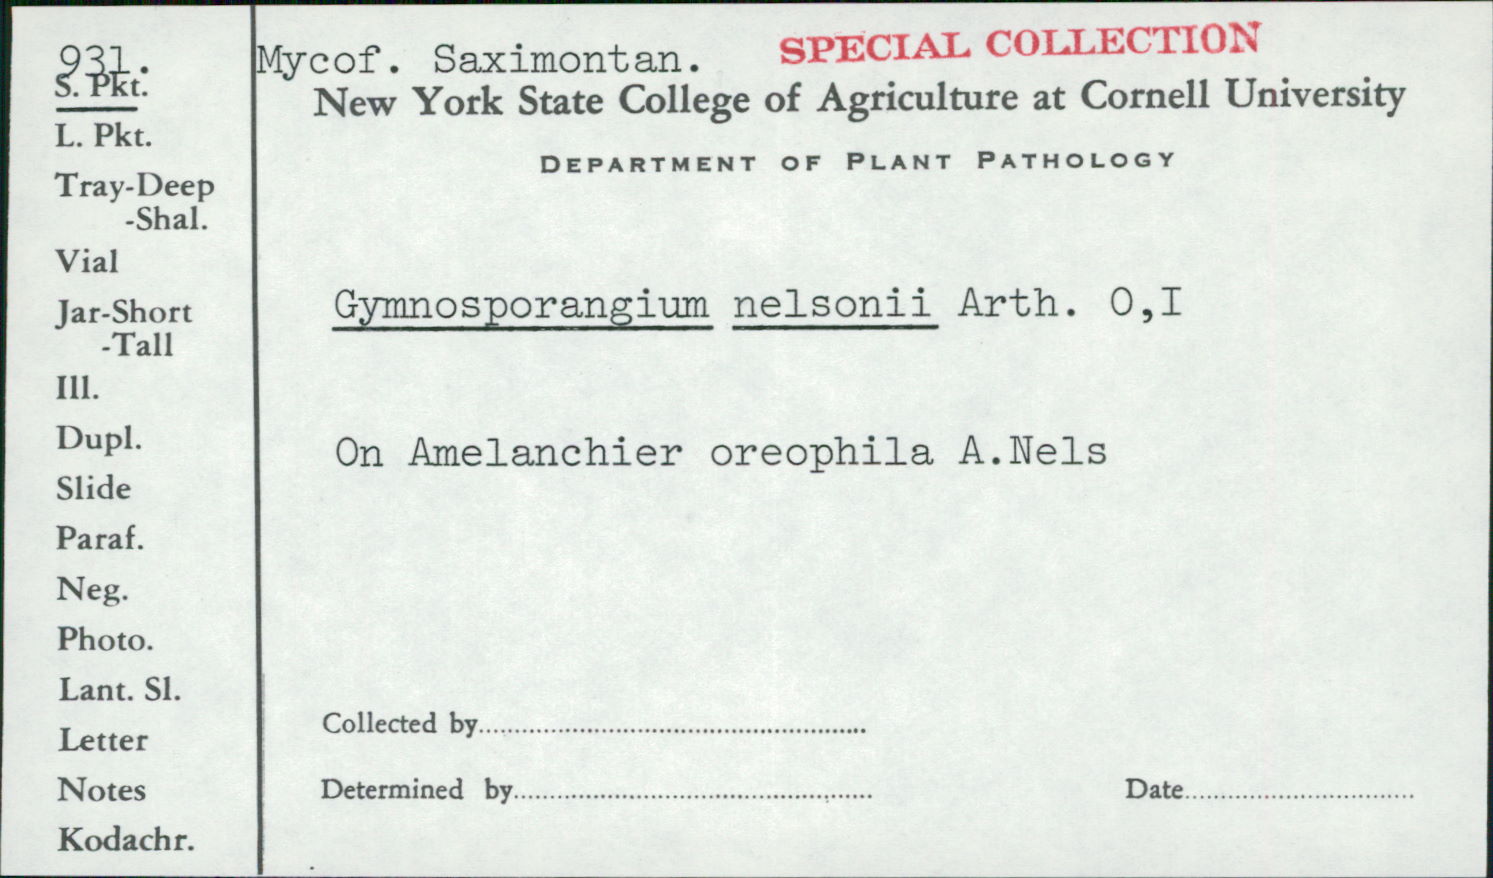 931.
S. Pkt.
L. Pkt.
Tray-Deep
-Shal.
Vial
Jar-Short
-Tall
Ill.
Dupl.
Slide
Paraf.
Neg.
Photo.
Lant. Sl.
Letter
Notes
Kodachr.
Mycof. Saximontan.
SPECIAL COLLECTION
New York State College of Agriculture at Cornell University
DEPARTMENT OF PLANT PATHOLOGY
Gymnosporangium nelsonii Arth. O,I
On Amelanchier oreophila A.Nels
Collected by
Determined by
Date